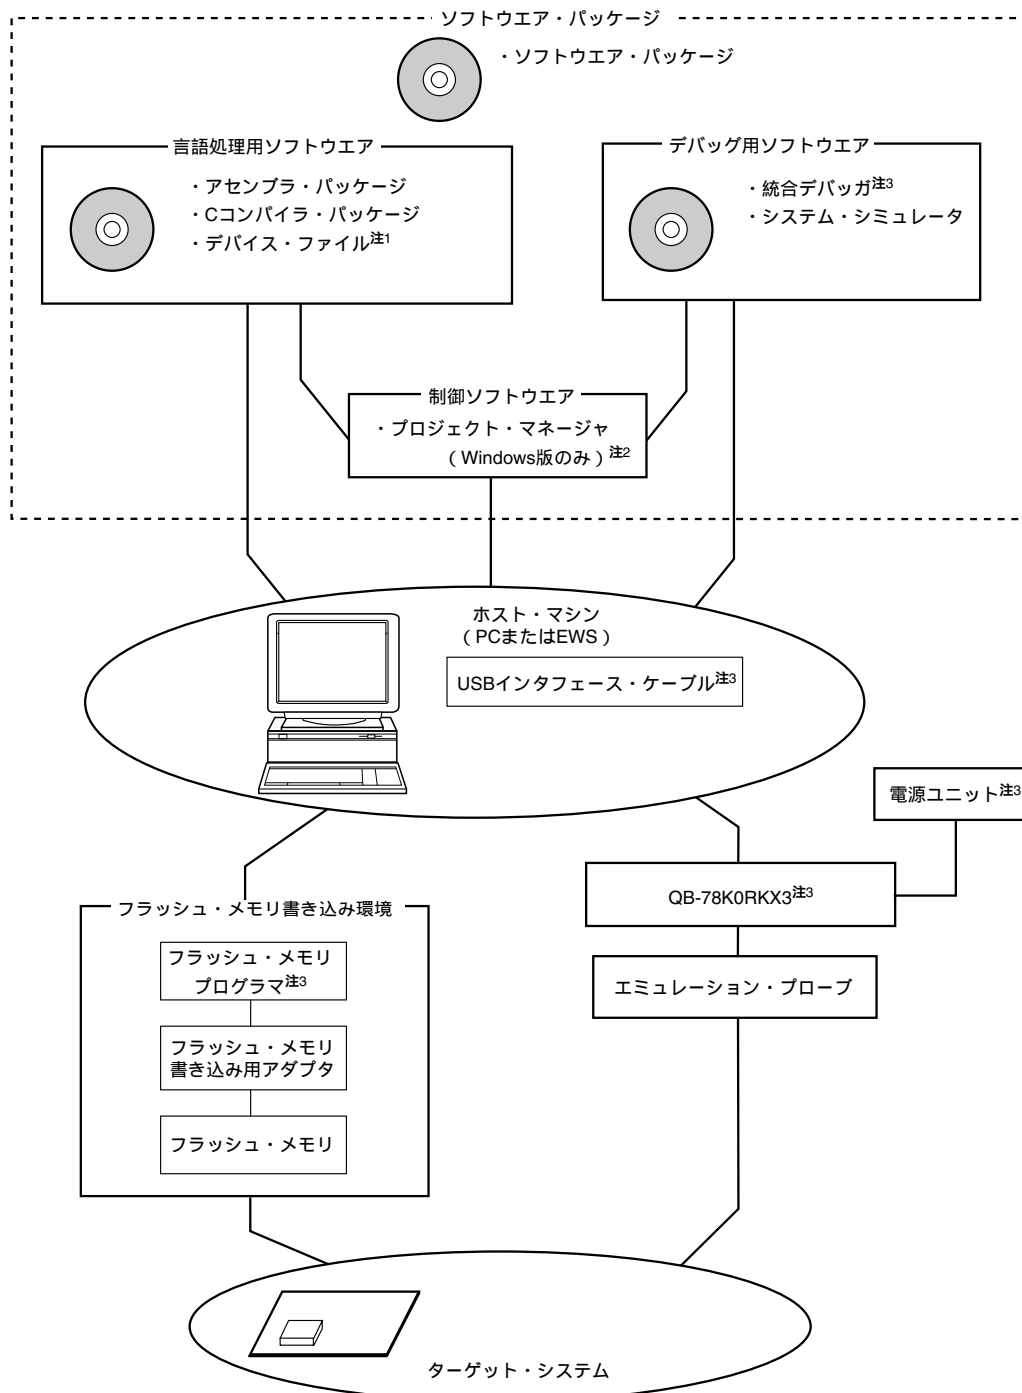 ソフトウエア・パッケージ
・ソフトウエア・パッケージ
言語処理用ソフトウエア
・アセンブラ・パッケージ
・Cコンパイラ・パッケージ
・デバイス・ファイル注1
デバッグ用ソフトウエア
・統合デバッガ注3
・システム・シミュレータ
制御ソフトウエア
・プロジェクト・マネージャ
（Windows版のみ）注2
ホスト・マシン
（PCまたはEWS）
USBインタフェース・ケーブル注3
電源ユニット注3
QB-78K0RKX3注3
エミュレーション・プローブ
フラッシュ・メモリ書き込み環境
フラッシュ・メモリ
プログラマ注3
フラッシュ・メモリ
書き込み用アダプタ
フラッシュ・メモリ
ターゲット・システム